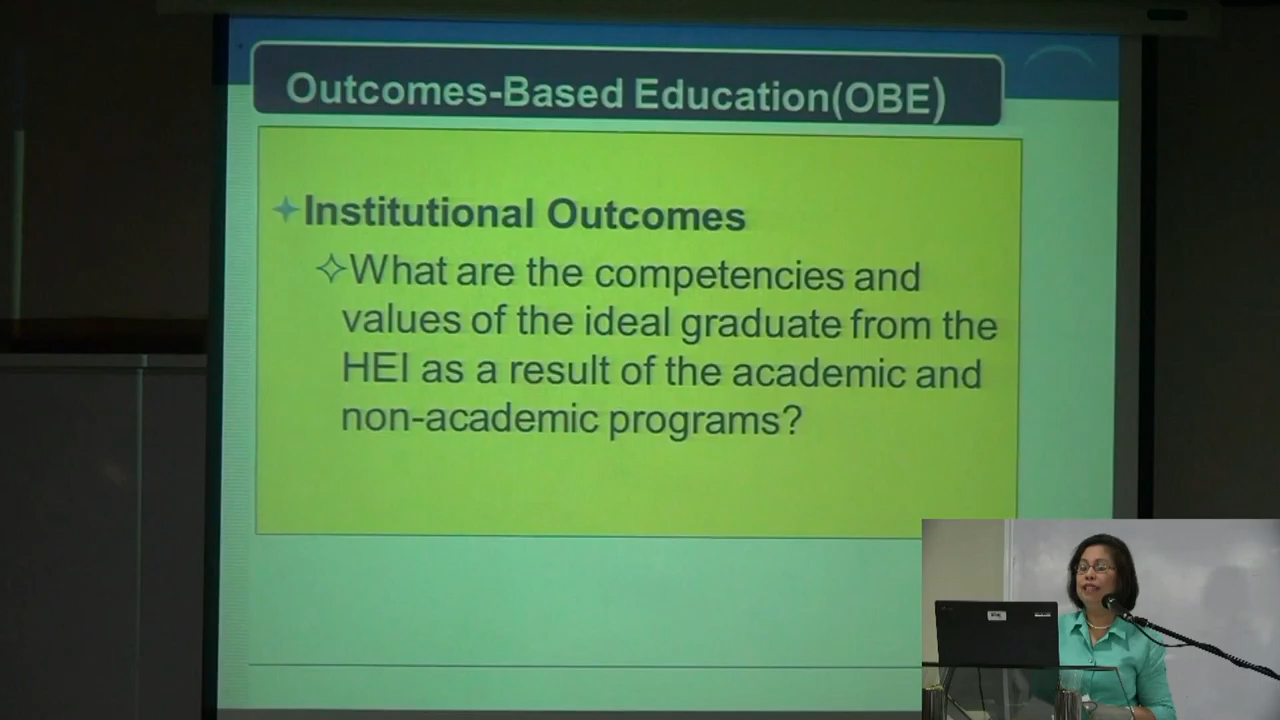 Outcomes-Based Education(OBE)
Institutional Outcomes
What are the competencies and
values of the ideal graduate from the
HEI as a result of the academic and
non-academic programs?